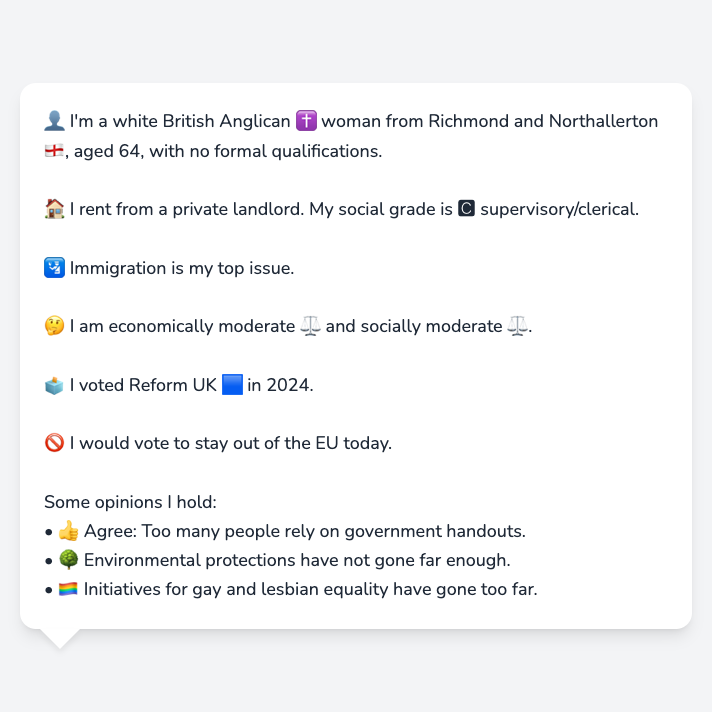 👤 I'm a white British Anglican ✝️ woman from Richmond and Northallerton
🏴󠁧󠁢󠁥󠁮󠁧󠁿, aged 64, with no formal qualifications.
🏠 I rent from a private landlord. My social grade is 🅲 supervisory/clerical.
🛂 Immigration is my top issue.
🤔 I am economically moderate ⚖️ and socially moderate ⚖️.
🗳️ I voted Reform UK 🟦 in 2024.
🚫 I would vote to stay out of the EU today.
Some opinions I hold:
• 👍 Agree: Too many people rely on government handouts.
• 🌳 Environmental protections have not gone far enough.
• 🏳️‍🌈 Initiatives for gay and lesbian equality have gone too far.